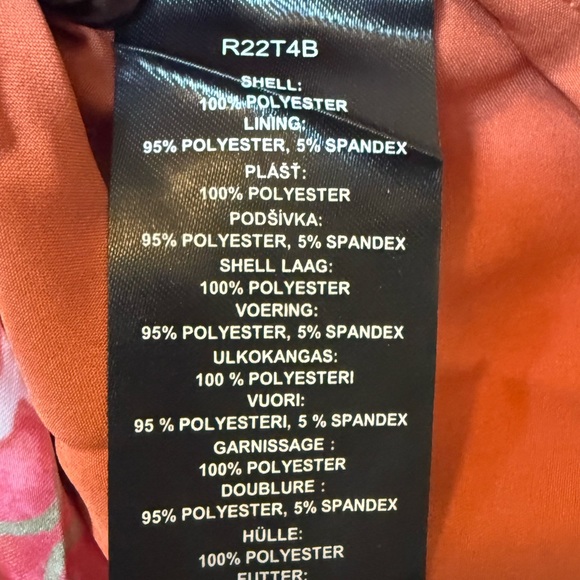 R22T4B
SHELL:
100% POLYESTER
LINING:
95% POLYESTER, 5% SPANDEX
PLÁŠŤ:
100% POLYESTER
PODŠÍVKA:
95% POLYESTER, 5% SPANDEX
SHELL LAAG:
100% POLYESTER
VOERING:
95% POLYESTER, 5% SPANDEX
ULKOKANGAS:
100 % POLYESTERI
VUORI:
95 % POLYESTERI, 5 % SPANDEX
GARNISSAGE :
100% POLYESTER
DOUBLURE :
95% POLYESTER, 5% SPANDEX
HÜLLE:
100% POLYESTER
FUTTER: